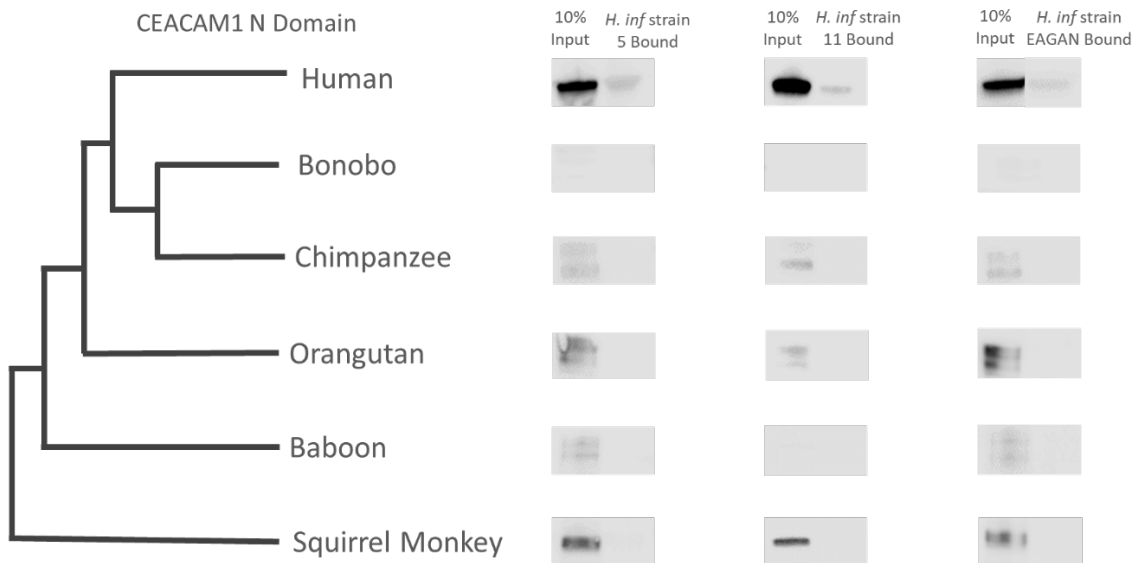 CEACAM1 N Domain
10%
Input
H. inf strain
5 Bound
10%
Input
H. inf strain
11 Bound
10%
Input
H. inf strain
EAGAN Bound
Human
Bonobo
Chimpanzee
Orangutan
Baboon
Squirrel Monkey